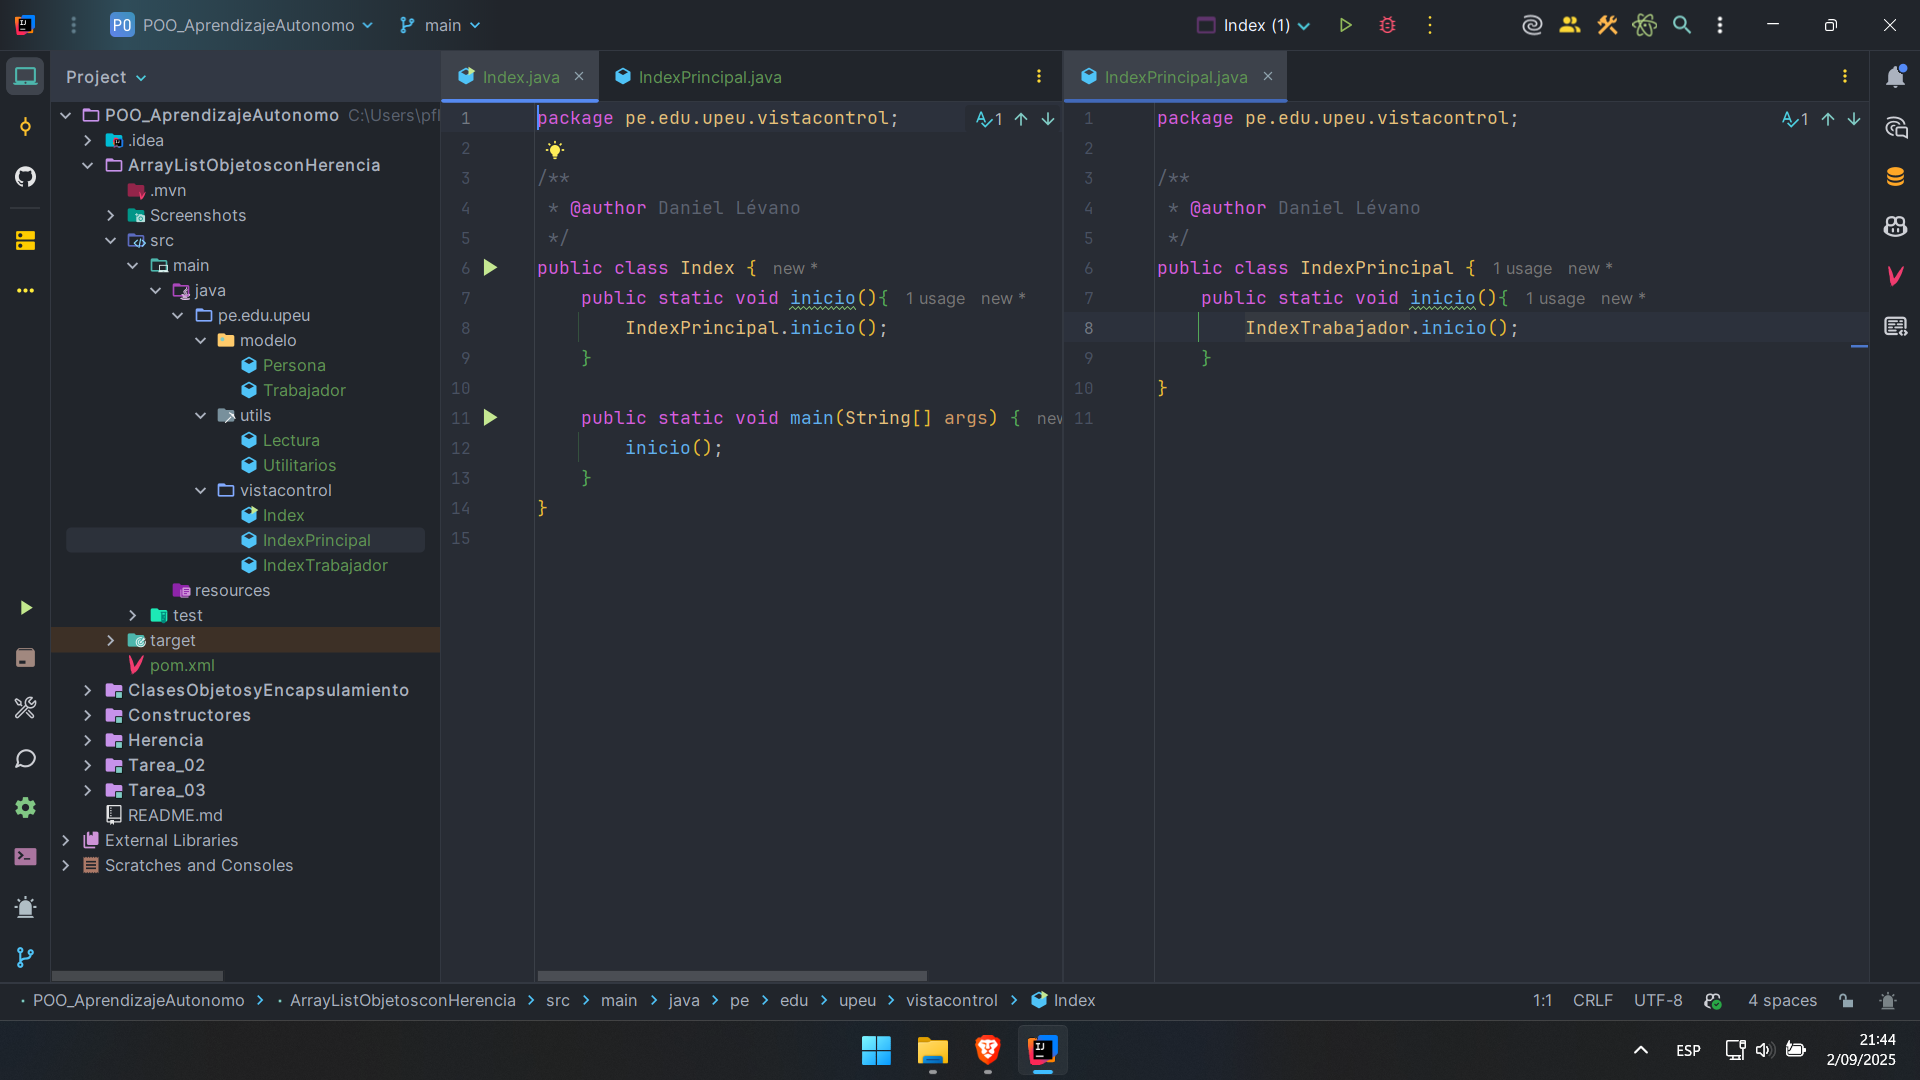 PO POO_AprendizajeAutonomo main Index (1)
Project
POO_AprendizajeAutonomo C:\Users\pfl
.idea
ArrayListObjetosconHerencia
.mvn
Screenshots
src
main
java
pe.edu.upeu
modelo
Persona
Trabajador
utils
Lectura
Utilitarios
vistacontrol
Index
IndexPrincipal
IndexTrabajador
resources
test
target
pom.xml
ClasesObjetosyEncapsulamiento
Constructores
Herencia
Tarea_02
Tarea_03
README.md
External Libraries
Scratches and Consoles
Index.java IndexPrincipal.java
1 package pe.edu.upeu.vistacontrol; 1
2
3 /**
4 * @author Daniel Lévano
5 */
6 public class Index { new *
7 public static void inicio(){ 1 usage new *
8 IndexPrincipal.inicio();
9 }
10
11 public static void main(String[] args) { new
12 inicio();
13 }
14 }
15
IndexPrincipal.java
1 package pe.edu.upeu.vistacontrol; 1
2
3 /**
4 * @author Daniel Lévano
5 */
6 public class IndexPrincipal { 1 usage new *
7 public static void inicio(){ 1 usage new *
8 IndexTrabajador.inicio();
9 }
10 }
11
POO_AprendizajeAutonomo > ArrayListObjetosconHerencia > src > main > java > pe > edu > upeu > vistacontrol > Index 1:1 CRLF UTF-8 4 spaces
ESP 21:44
2/09/2025